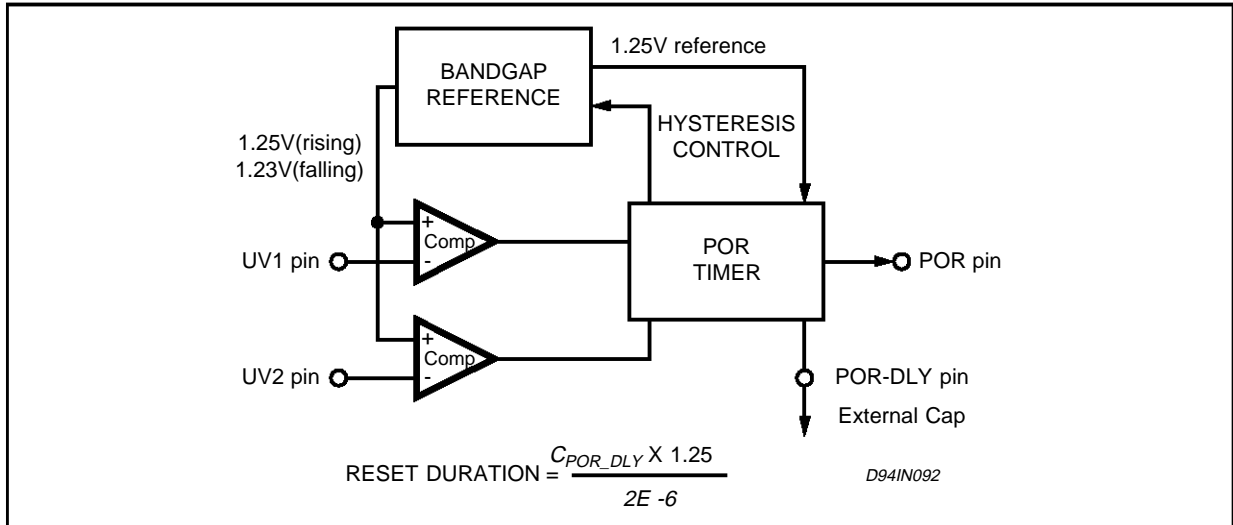 1.25V reference
BANDGAP
REFERENCE
HYSTERESIS
CONTROL
1.25V(rising)
1.23V(falling)
+
Comp
-
UV1 pin
POR
TIMER
POR pin
+
Comp
-
UV2 pin
POR-DLY pin
External Cap
RESET DURATION = C_POR_DLY X 1.25
2E -6
D94IN092